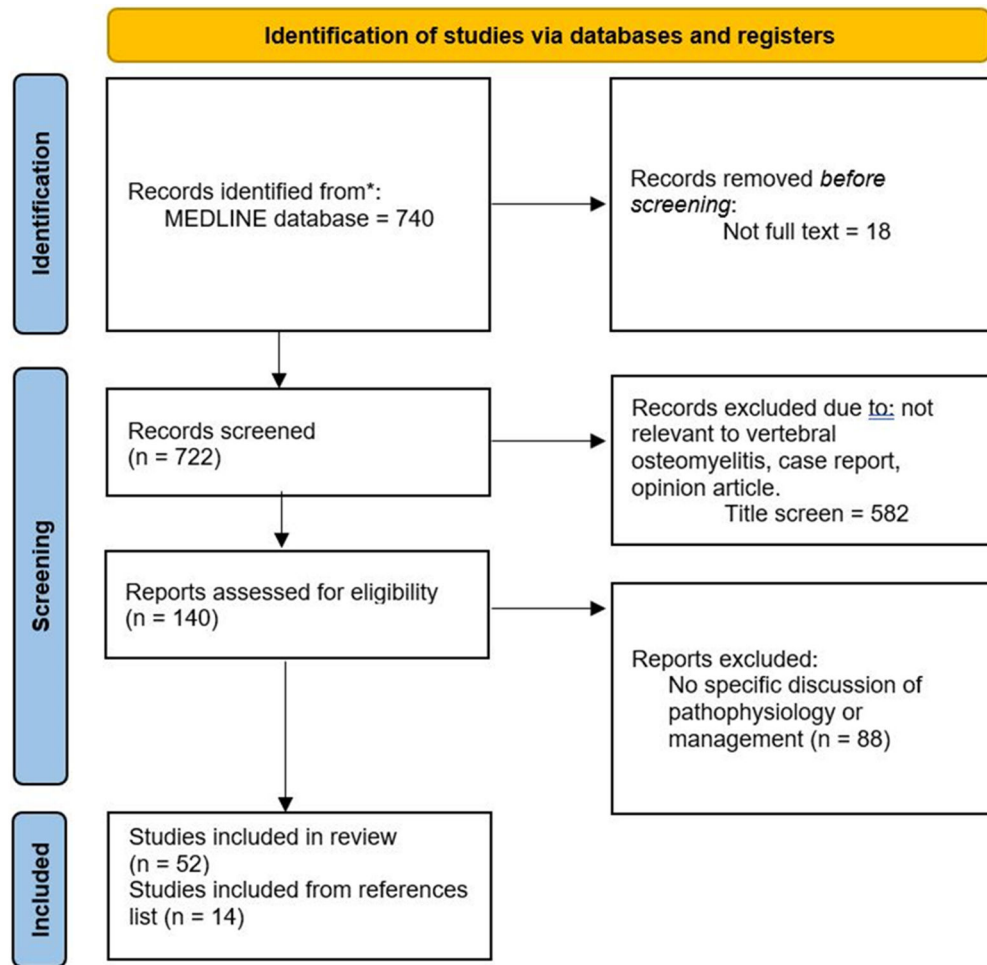 Identification of studies via databases and registers
Identification
Records identified from*:
MEDLINE database = 740
Records removed before
screening:
Not full text = 18
Screening
Records screened
(n = 722)
Records excluded due to: not
relevant to vertebral
osteomyelitis, case report,
opinion article.
Title screen = 582
Reports assessed for eligibility
(n = 140)
Reports excluded:
No specific discussion of
pathophysiology or
management (n = 88)
Included
Studies included in review
(n = 52)
Studies included from references
list (n = 14)